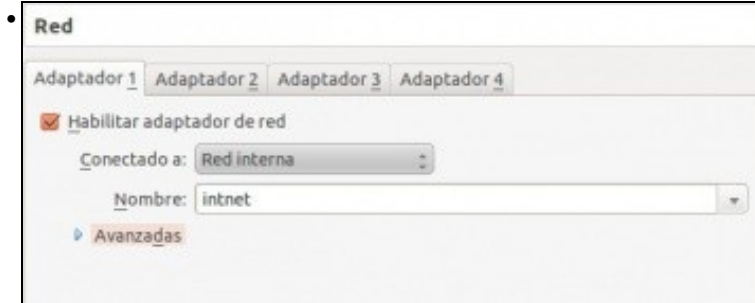 Red
Adaptador 1 Adaptador 2 Adaptador 3 Adaptador 4
Habilitar adaptador de red
Conectado a: Red interna
Nombre: intnet
Avanzadas